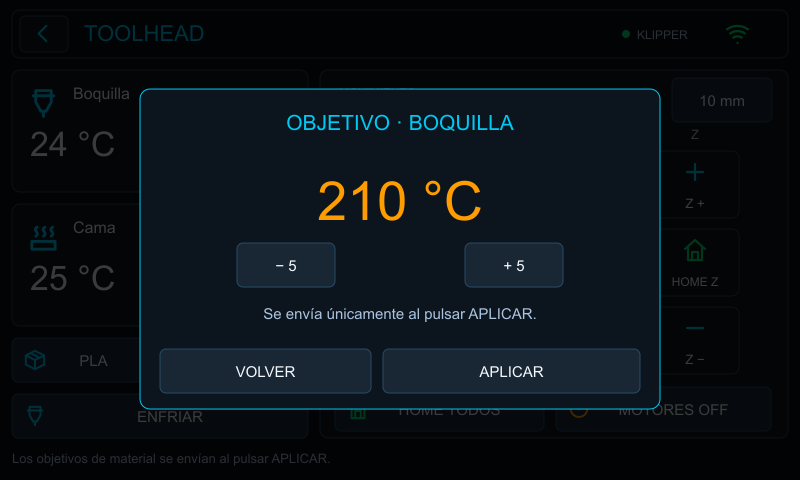 TOOLHEAD
KLIPPER
Boquilla
24 °C
Cama
25 °C
PLA
ENFRIAR
Los objetivos de material se envían al pulsar APLICAR.
10 mm
Z
Z +
HOME Z
Z −
HOME TODOS
MOTORES OFF
OBJETIVO · BOQUILLA
210 °C
− 5
+ 5
Se envía únicamente al pulsar APLICAR.
VOLVER
APLICAR